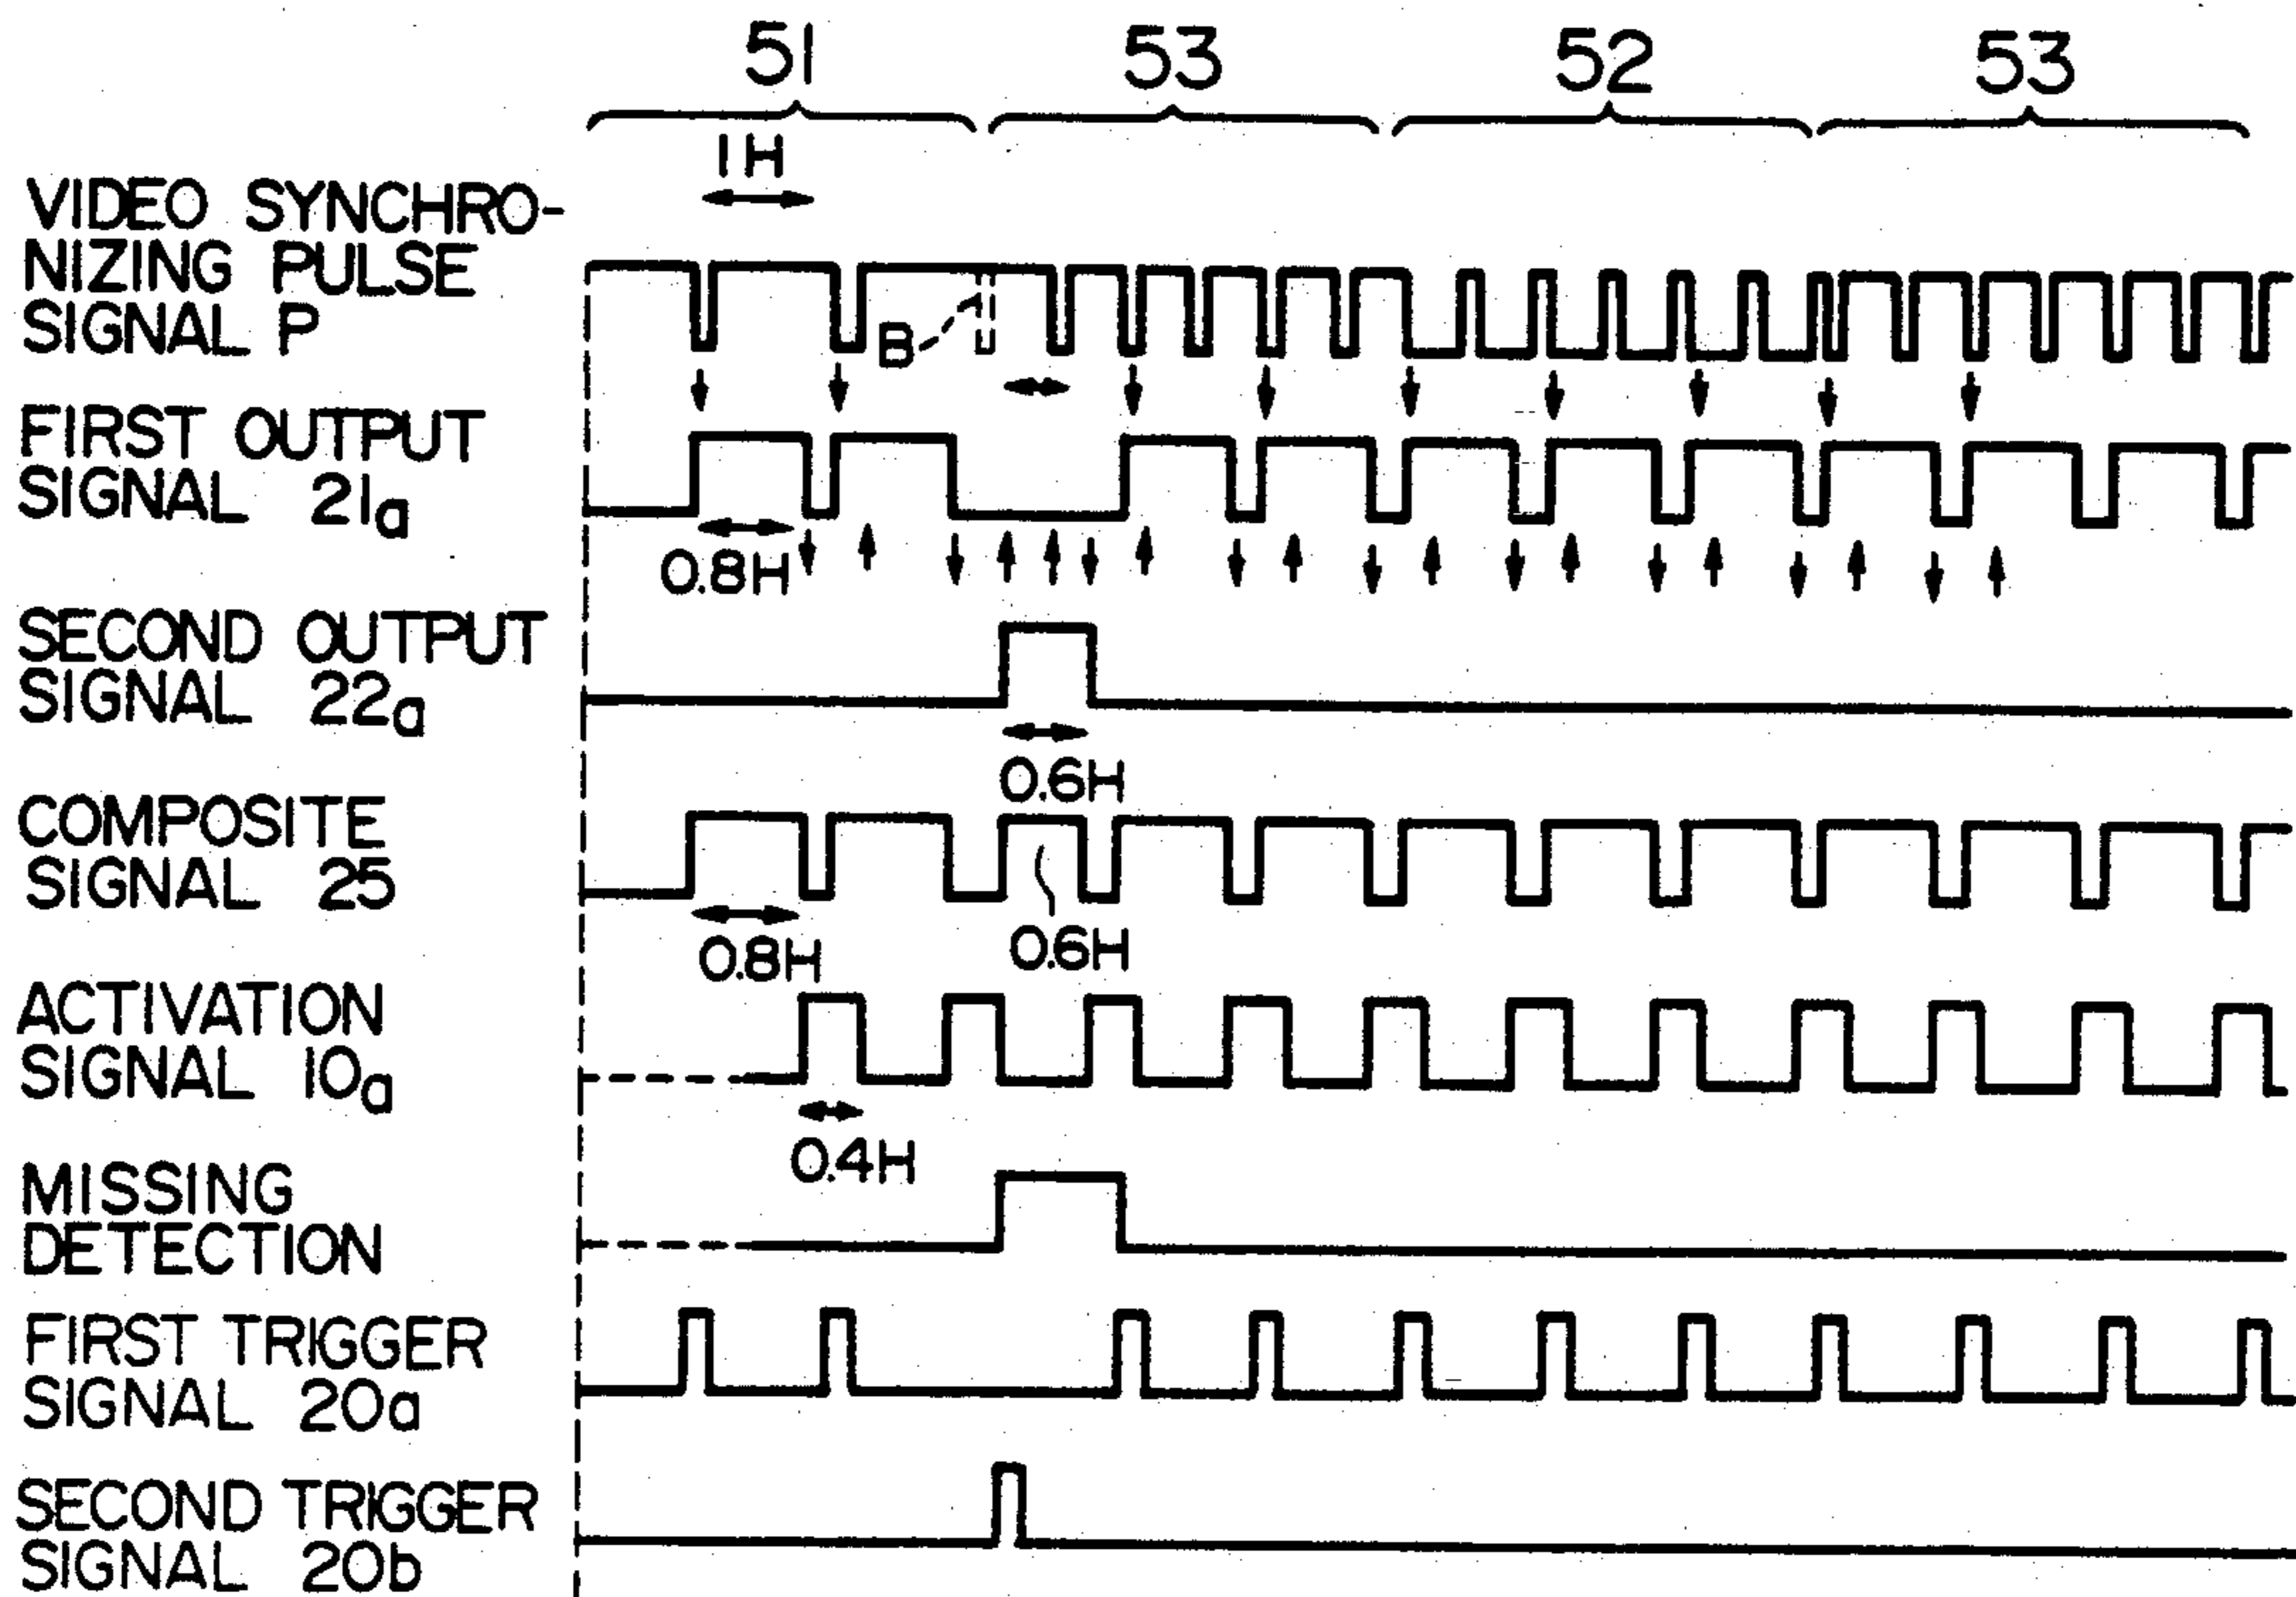 51 53 52 53
1H
VIDEO SYNCHRO-
NIZING PULSE
SIGNAL P
B
FIRST OUTPUT
SIGNAL 21a
0.8H
SECOND OUTPUT
SIGNAL 22a
0.6H
COMPOSITE
SIGNAL 25
0.8H 0.6H
ACTIVATION
SIGNAL 10a
0.4H
MISSING
DETECTION
FIRST TRIGGER
SIGNAL 20a
SECOND TRIGGER
SIGNAL 20b